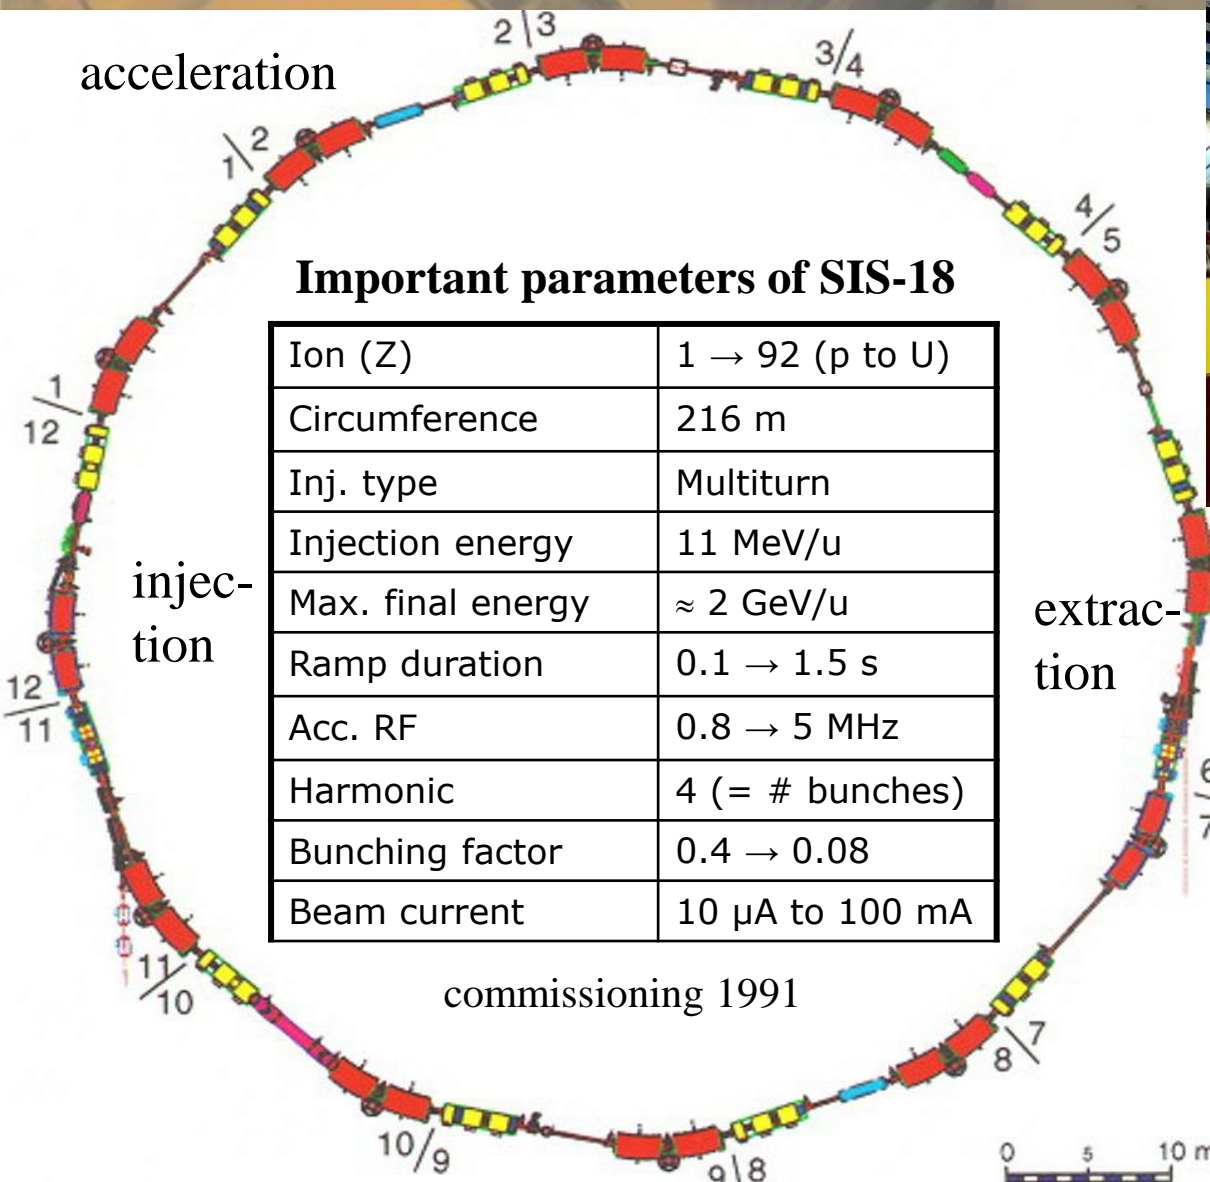 2/3
acceleration
3/4
1/2
4/5
Important parameters of SIS-18
Ion (Z) 1 → 92 (p to U)
Circumference 216 m
1/12
Inj. type Multiturn
Injection energy 11 MeV/u
injec-
tion
Max. final energy ≈ 2 GeV/u
extrac-
tion
Ramp duration 0.1 → 1.5 s
12/11
Acc. RF 0.8 → 5 MHz
Harmonic 4 (= # bunches)
6/7
Bunching factor 0.4 → 0.08
Beam current 10 µA to 100 mA
11/10
commissioning 1991
8/7
10/9
9/8
0 5 10 m